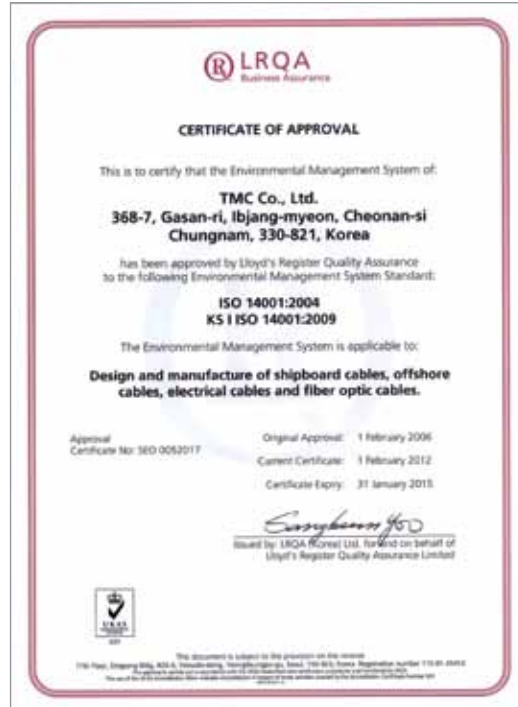 LRQA
Business Assurance
CERTIFICATE OF APPROVAL
This is to certify that the Environmental Management System of:
TMC Co., Ltd.
368-7, Gasan-ri, Ibjang-myeon, Cheonan-si
Chungnam, 330-821, Korea
has been approved by Lloyd's Register Quality Assurance
to the following Environmental Management System Standard:
ISO 14001:2004
KS I ISO 14001:2009
The Environmental Management System is applicable to:
Design and manufacture of shipboard cables, offshore
cables, electrical cables and fiber optic cables.
Approval
Certificate No: SEO 0052017
Original Approval: 1 February 2006
Current Certificate: 1 February 2012
Certificate Expiry: 31 January 2015
Issued by: LRQA (Korea) Ltd. for and on behalf of
Lloyd's Register Quality Assurance Limited
UKAS
This document is subject to the provision on the reverse